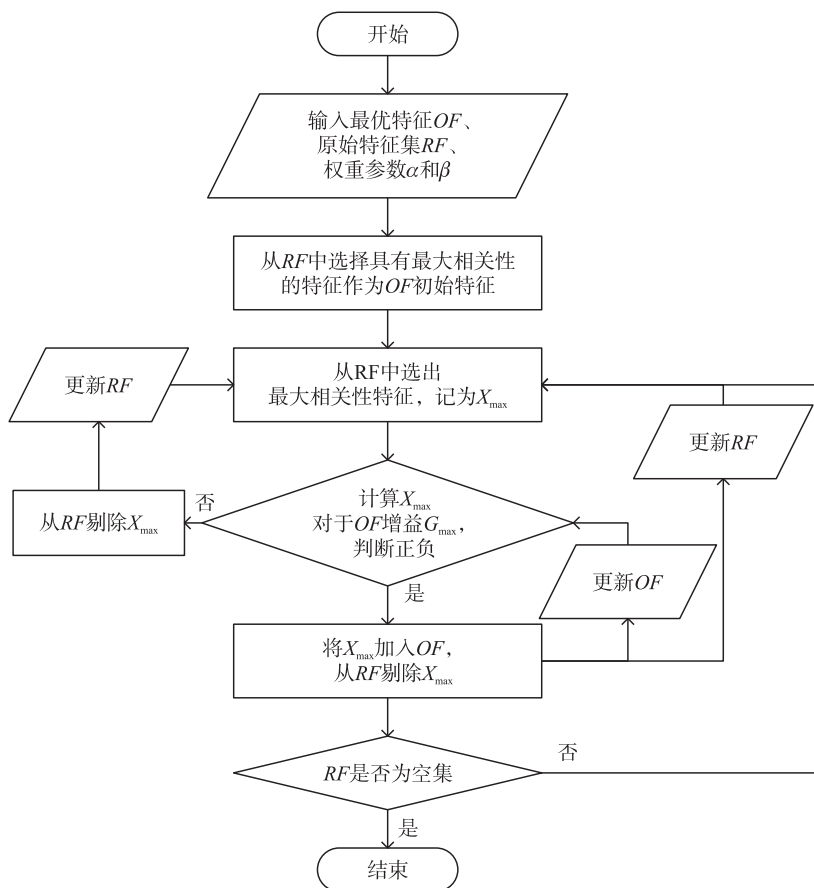 开始
输入最优特征OF、
原始特征集RF、
权重参数α和β
从RF中选择具有最大相关性
的特征作为OF初始特征
更新RF
从RF中选出
最大相关性特征，记为Xmax
更新RF
从RF剔除Xmax
否
计算Xmax
对于OF增益Gmax，
判断正负
更新OF
是
将Xmax加入OF，
从RF剔除Xmax
RF是否为空集
否
是
结束